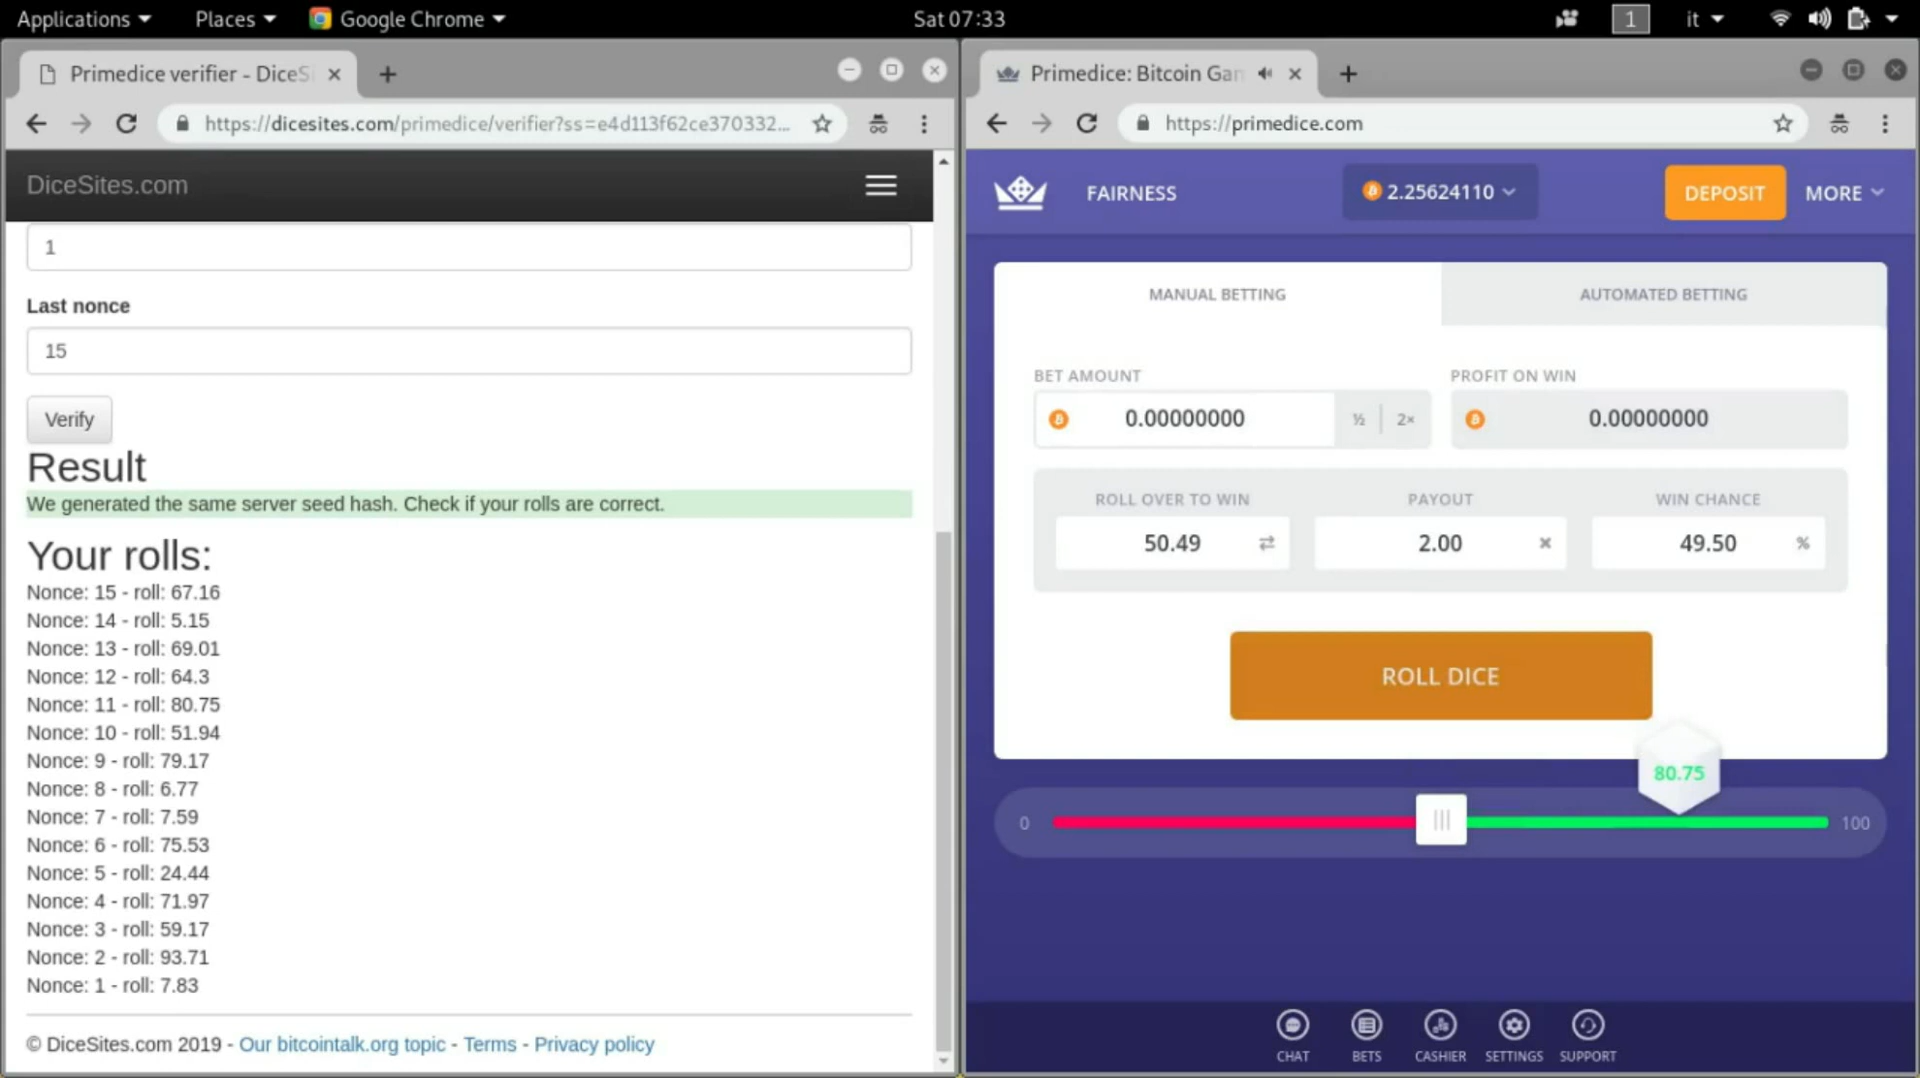 Applications
Places
Google Chrome
Sat 07:33
1
it
Primedice verifier - DiceSi
https://dicesites.com/primedice/verifier?ss=e4d113f62ce370332...
DiceSites.com
1
Last nonce
15
Verify
Result
We generated the same server seed hash. Check if your rolls are correct.
Your rolls:
Nonce: 15 - roll: 67.16
Nonce: 14 - roll: 5.15
Nonce: 13 - roll: 69.01
Nonce: 12 - roll: 64.3
Nonce: 11 - roll: 80.75
Nonce: 10 - roll: 51.94
Nonce: 9 - roll: 79.17
Nonce: 8 - roll: 6.77
Nonce: 7 - roll: 7.59
Nonce: 6 - roll: 75.53
Nonce: 5 - roll: 24.44
Nonce: 4 - roll: 71.97
Nonce: 3 - roll: 59.17
Nonce: 2 - roll: 93.71
Nonce: 1 - roll: 7.83
© DiceSites.com 2019 - Our bitcointalk.org topic - Terms - Privacy policy
Primedice: Bitcoin Gam
https://primedice.com
FAIRNESS
2.25624110
DEPOSIT
MORE
MANUAL BETTING
AUTOMATED BETTING
BET AMOUNT
PROFIT ON WIN
0.00000000
½
2×
0.00000000
ROLL OVER TO WIN
PAYOUT
WIN CHANCE
50.49
2.00
×
49.50
%
ROLL DICE
80.75
0
100
CHAT
BETS
CASHIER
SETTINGS
SUPPORT